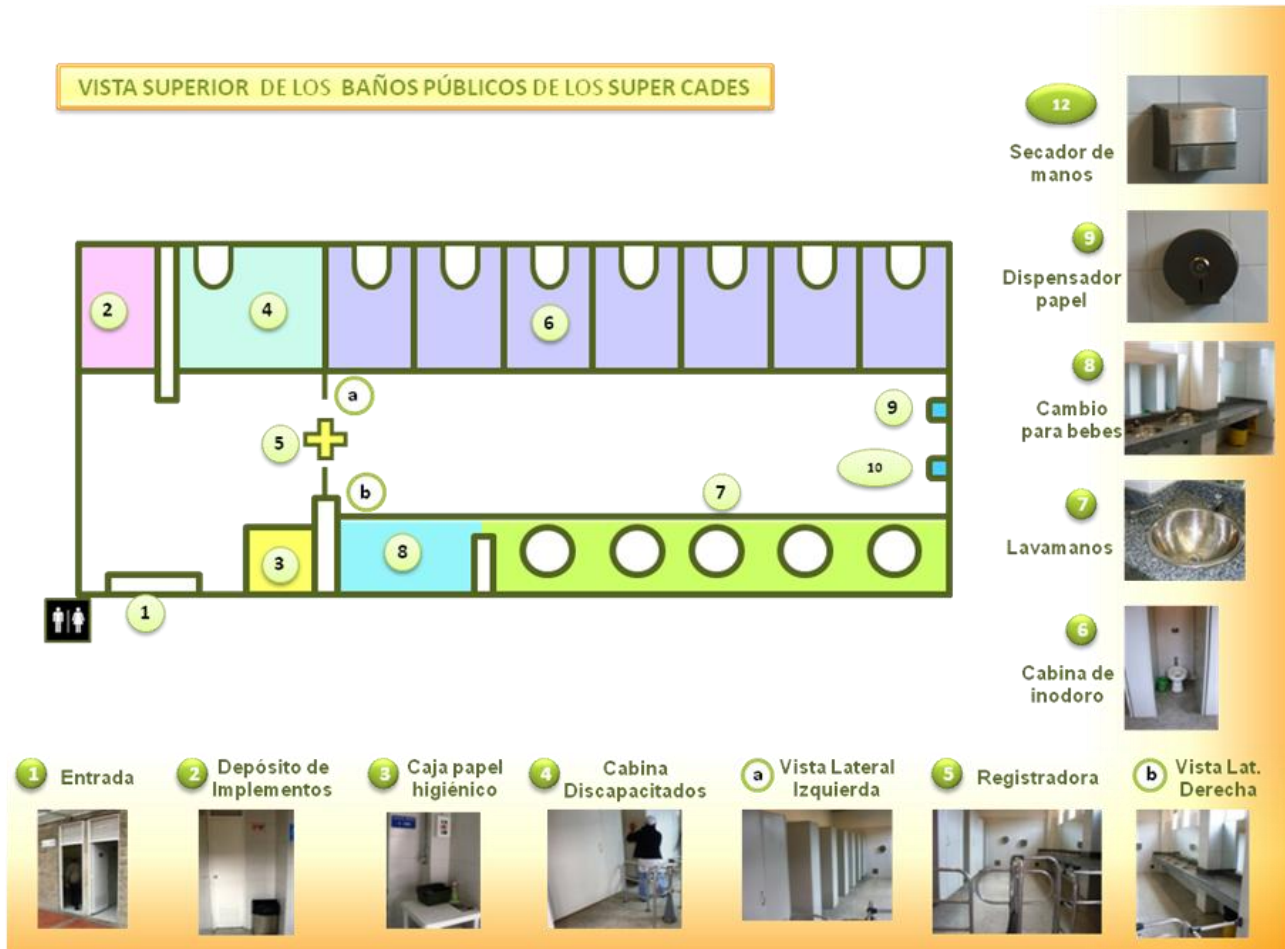 VISTA SUPERIOR DE LOS BAÑOS PÚBLICOS DE LOS SUPER CADES
12
Secador de
manos
9
Dispensador
papel
8
Cambio
para bebes
7
Lavamanos
6
Cabina de
inodoro
2
4
6
a
5
9
b
10
7
8
3
1
1
Entrada
2
Depósito de
Implementos
3
Caja papel
higiénico
4
Cabina
Discapacitados
a
Vista Lateral
Izquierda
5
Registradora
b
Vista Lat.
Derecha